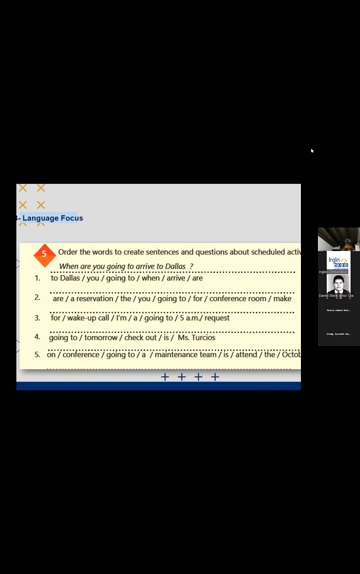 - Language Focus
5 Order the words to create sentences and questions about scheduled activ
When are you going to arrive to Dallas ?
1. to Dallas / you / going to / when / arrive / are
2. are / a reservation / the / you / going to / for / conference room / make
3. for / wake-up call / I'm / a / going to / 5 a.m./ request
4. going to / tomorrow / check out / is / Ms. Turcios
5. on / conference / going to / a / maintenance team / is / attend / the / Octob